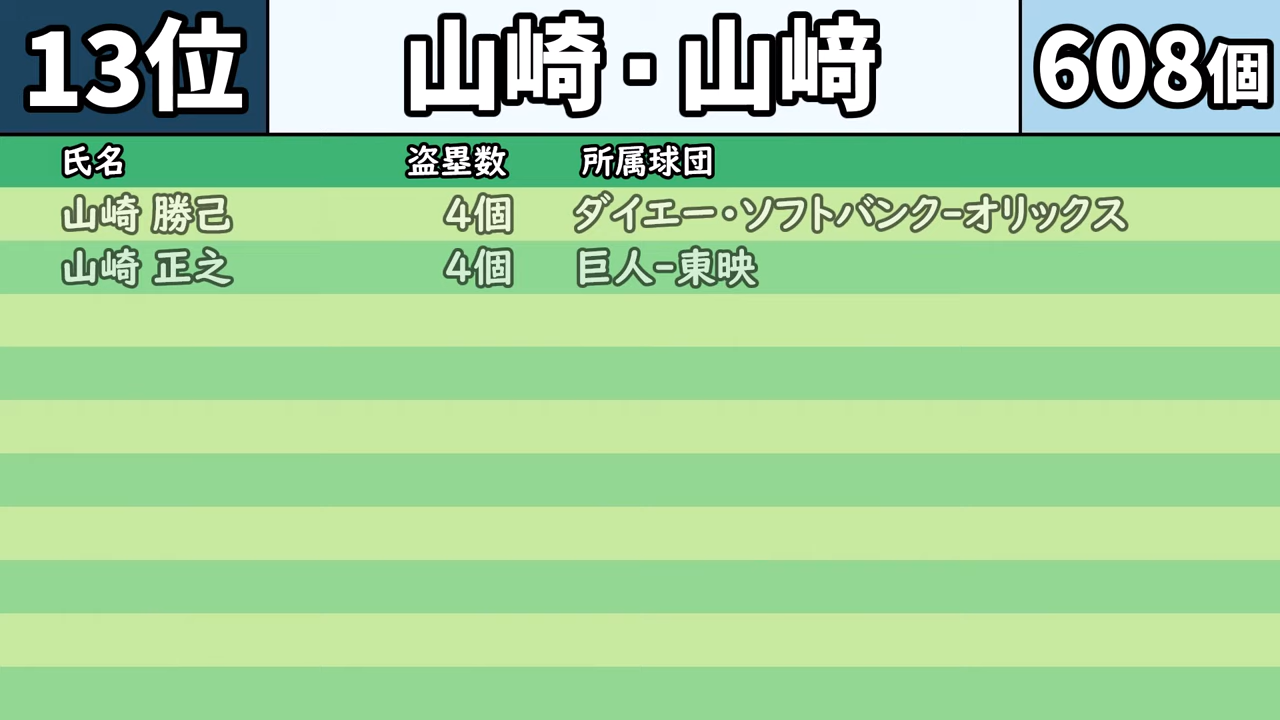 13位 山崎・山﨑 608個
氏名 盗塁数 所属球団
山崎 勝己 4個 ダイエー・ソフトバンク-オリックス
山崎 正之 4個 巨人-東映